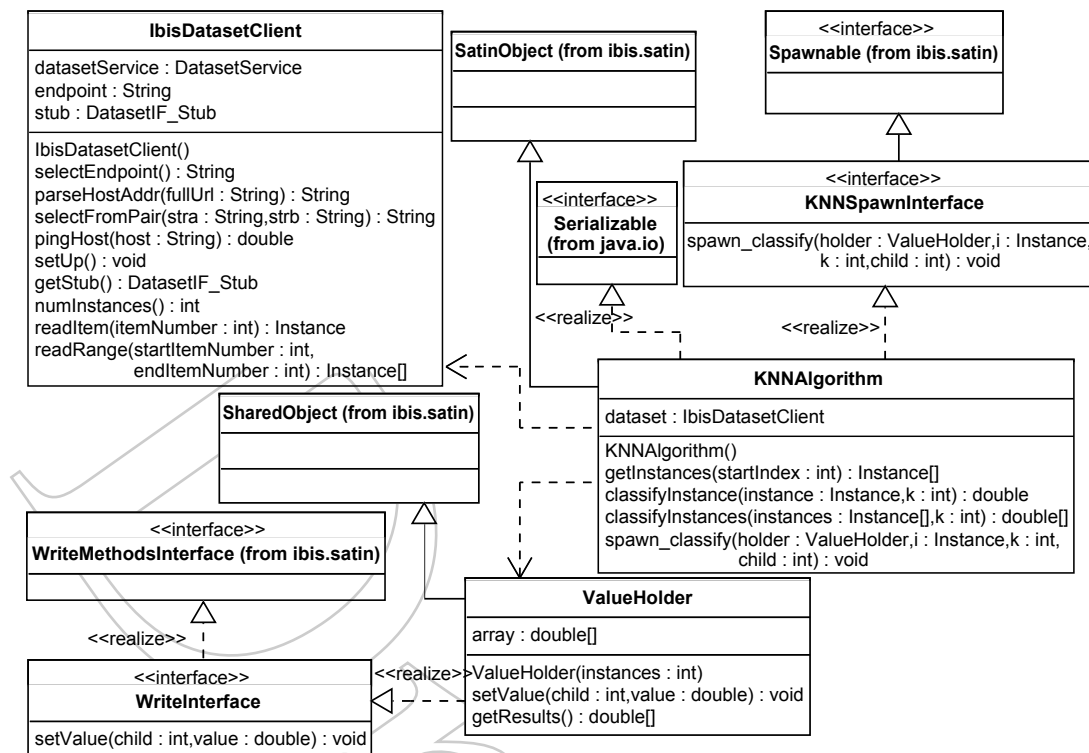 IbisDatasetClient
datasetService : DatasetService
endpoint : String
stub : DatasetIF_Stub
IbisDatasetClient()
selectEndpoint() : String
parseHostAddr(fullUrl : String) : String
selectFromPair(stra : String,strb : String) : String
pingHost(host : String) : double
setUp() : void
getStub() : DatasetIF_Stub
numInstances() : int
readItem(itemNumber : int) : Instance
readRange(startItemNumber : int,
endItemNumber : int) : Instance[]
SatinObject (from ibis.satin)
<<interface>>
Spawnable (from ibis.satin)
<<interface>>
Serializable
(from java.io)
<<interface>>
KNNSpawnInterface
spawn_classify(holder : ValueHolder,i : Instance,
k : int,child : int) : void
<<realize>>
<<realize>>
KNNAlgorithm
dataset : IbisDatasetClient
KNNAlgorithm()
getInstances(startIndex : int) : Instance[]
classifyInstance(instance : Instance,k : int) : double
classifyInstances(instances : Instance[],k : int) : double[]
spawn_classify(holder : ValueHolder,i : Instance,k : int,
child : int) : void
SharedObject (from ibis.satin)
<<interface>>
WriteMethodsInterface (from ibis.satin)
<<realize>>
<<interface>>
WriteInterface
setValue(child : int,value : double) : void
<<realize>>
ValueHolder
array : double[]
ValueHolder(instances : int)
setValue(child : int,value : double) : void
getResults() : double[]